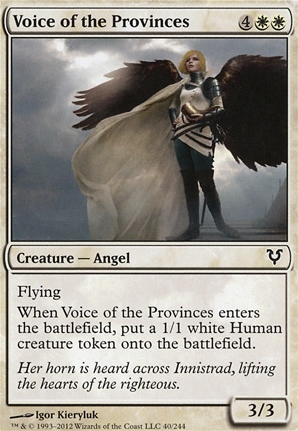 Voice of the Provinces 4
Creature — Angel
Flying
When Voice of the Provinces enters
the battlefield, put a 1/1 white Human
creature token onto the battlefield.
Her horn is heard across Innistrad, lifting
the hearts of the righteous.
Igor Kieryluk
™ & © 1993–2012 Wizards of the Coast LLC 40/244
3/3